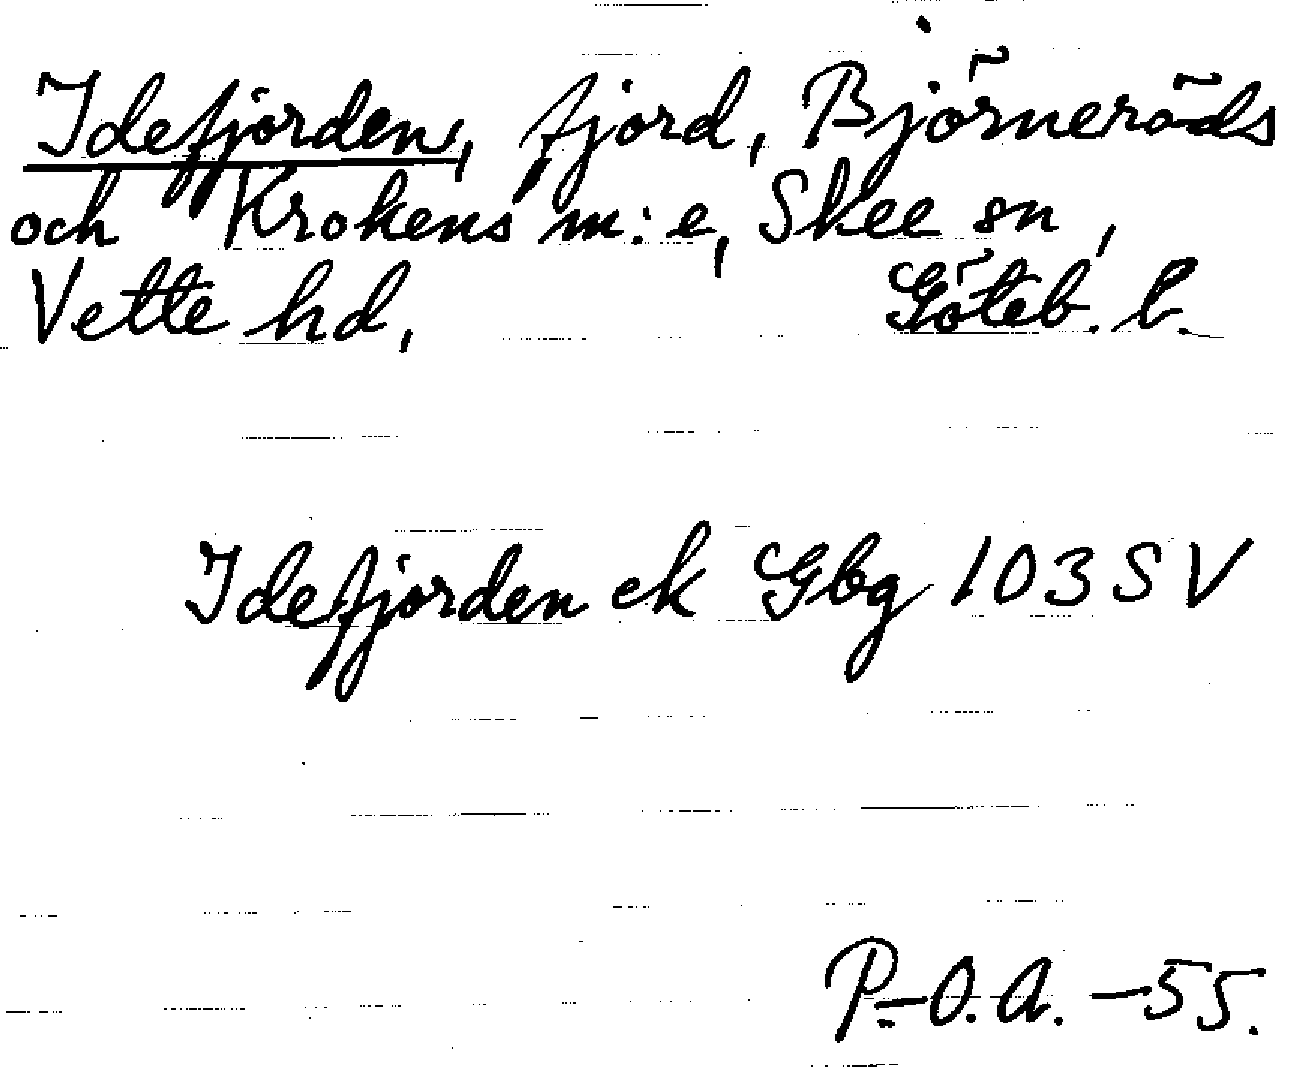 Idefjorden, fjord, Björneröds
och Krokens m:e, Skee sn,
Vette hd, Göteb. l.
Idefjorden ek Gbg 103 SV
P.-O.A. -55.